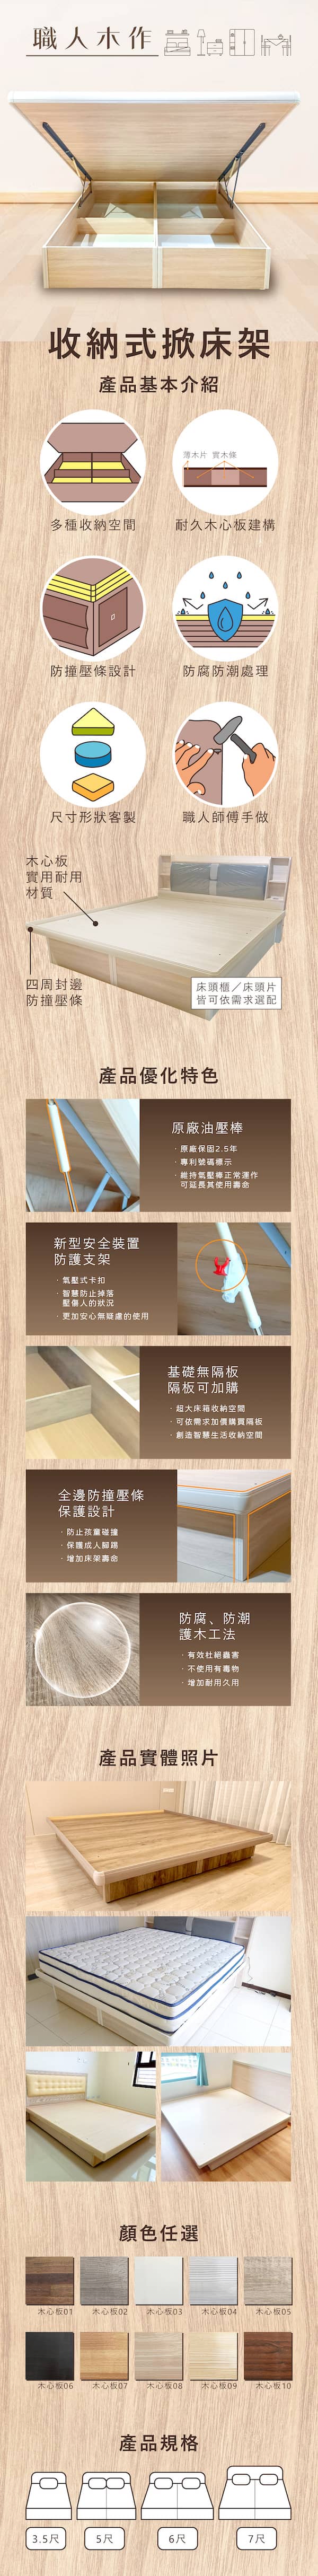 職人木作
收納式掀床架
產品基本介紹
薄木片 實木條
多種收納空間
耐久木心板建構
防撞壓條設計
防腐防潮處理
尺寸形狀客製
職人師傅手做
木心板
實用耐用
材質
四周封邊
防撞壓條
床頭櫃／床頭片
皆可依需求選配
產品優化特色
原廠油壓棒
· 原廠保固2.5年
· 專利號碼標示
· 維持氣壓棒正常運作
可延長其使用壽命
新型安全裝置
防護支架
· 氣壓式卡扣
· 智慧防止掉落
壓傷人的狀況
· 更加安心無疑慮的使用
基礎無隔板
隔板可加購
· 超大床箱收納空間
· 可依需求加價購買隔板
· 創造智慧生活收納空間
全邊防撞壓條
保護設計
· 防止孩童碰撞
· 保護成人腳踢
· 增加床架壽命
防腐、防潮
護木工法
· 有效杜絕蟲害
· 不使用有毒物
· 增加耐用久用
產品實體照片
顏色任選
木心板01
木心板02
木心板03
木心板04
木心板05
木心板06
木心板07
木心板08
木心板09
木心板10
產品規格
3.5尺
5尺
6尺
7尺